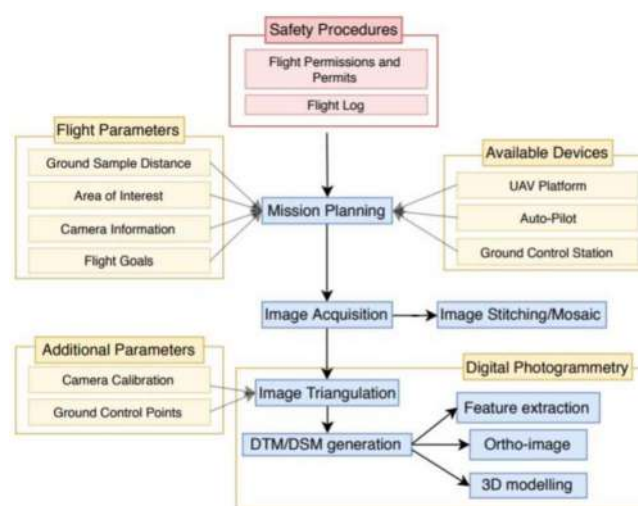 Safety Procedures
Flight Permissions and
Permits
Flight Log
Flight Parameters
Ground Sample Distance
Area of Interest
Camera Information
Flight Goals
Available Devices
UAV Platform
Auto-Pilot
Ground Control Station
Mission Planning
Image Acquisition
Image Stitching/Mosaic
Additional Parameters
Camera Calibration
Ground Control Points
Digital Photogrammetry
Image Triangulation
DTM/DSM generation
Feature extraction
Ortho-image
3D modelling